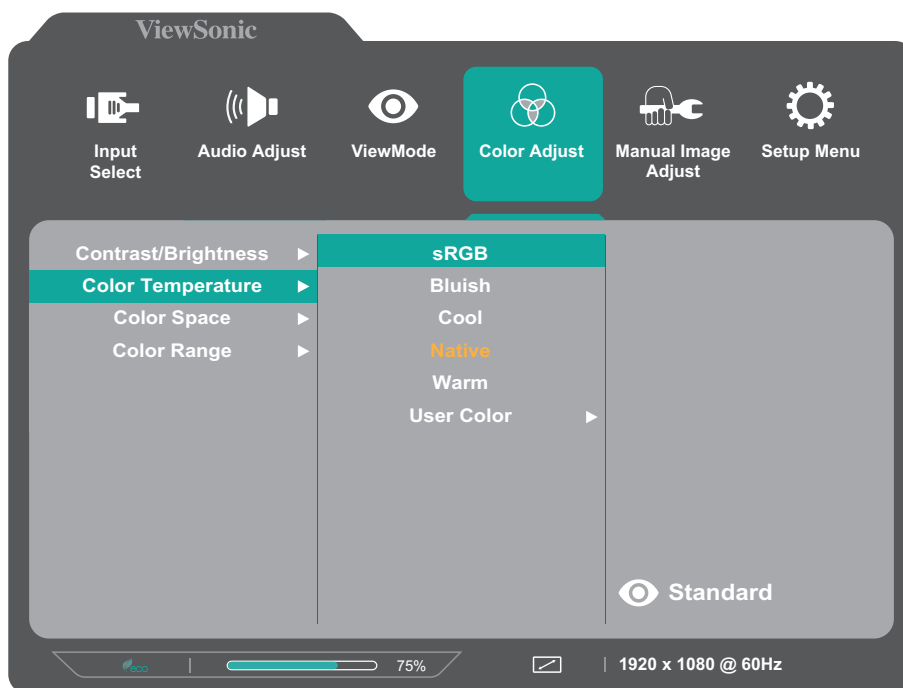 ViewSonic
Input
Select
Audio Adjust
ViewMode
Color Adjust
Manual Image
Adjust
Setup Menu
Contrast/Brightness
Color Temperature
Color Space
Color Range
sRGB
Bluish
Cool
Native
Warm
User Color
Standard
eco
75%
1920 x 1080 @ 60Hz